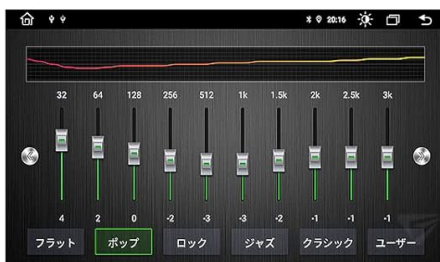 20:16
32 64 128 256 512 1k 1.5k 2k 2.5k 3k
4 2 0 -2 -3 -3 -2 -1 -1 -1
フラット ポップ ロック ジャズ クラシック ユーザー